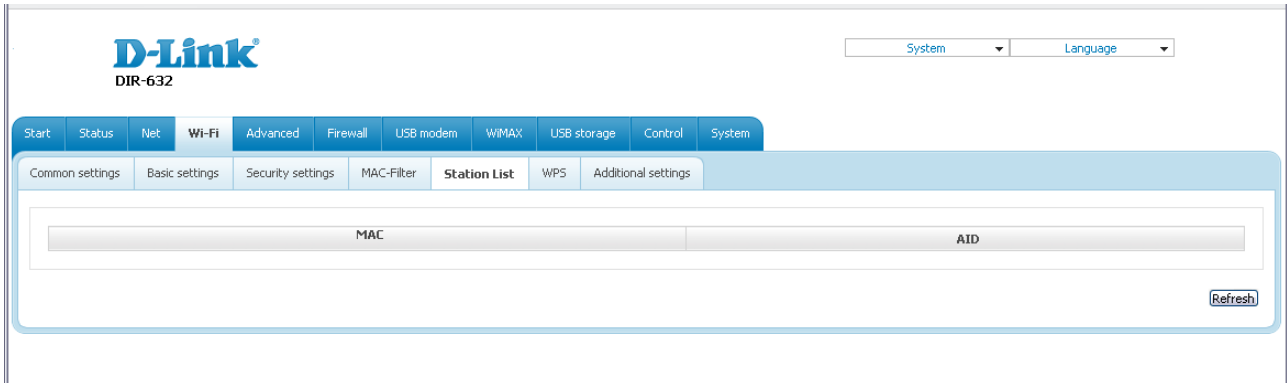 D-Link®
System Language
DIR-632
Start Status Net Wi-Fi Advanced Firewall USB modem WiMAX USB storage Control System
Common settings Basic settings Security settings MAC-Filter Station List WPS Additional settings
MAC AID
Refresh